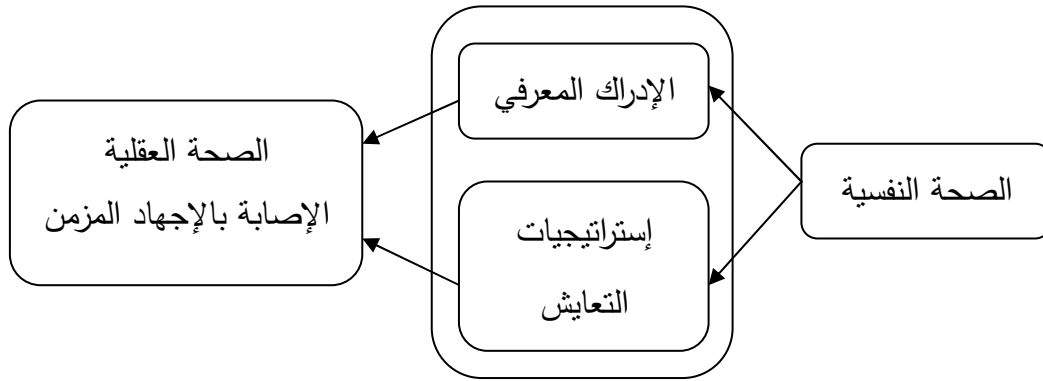 الصحة النفسية
الإدراك المعرفي
إستراتيجيات
التعايش
الصحة العقلية
الإصابة بالإجهاد المزمن